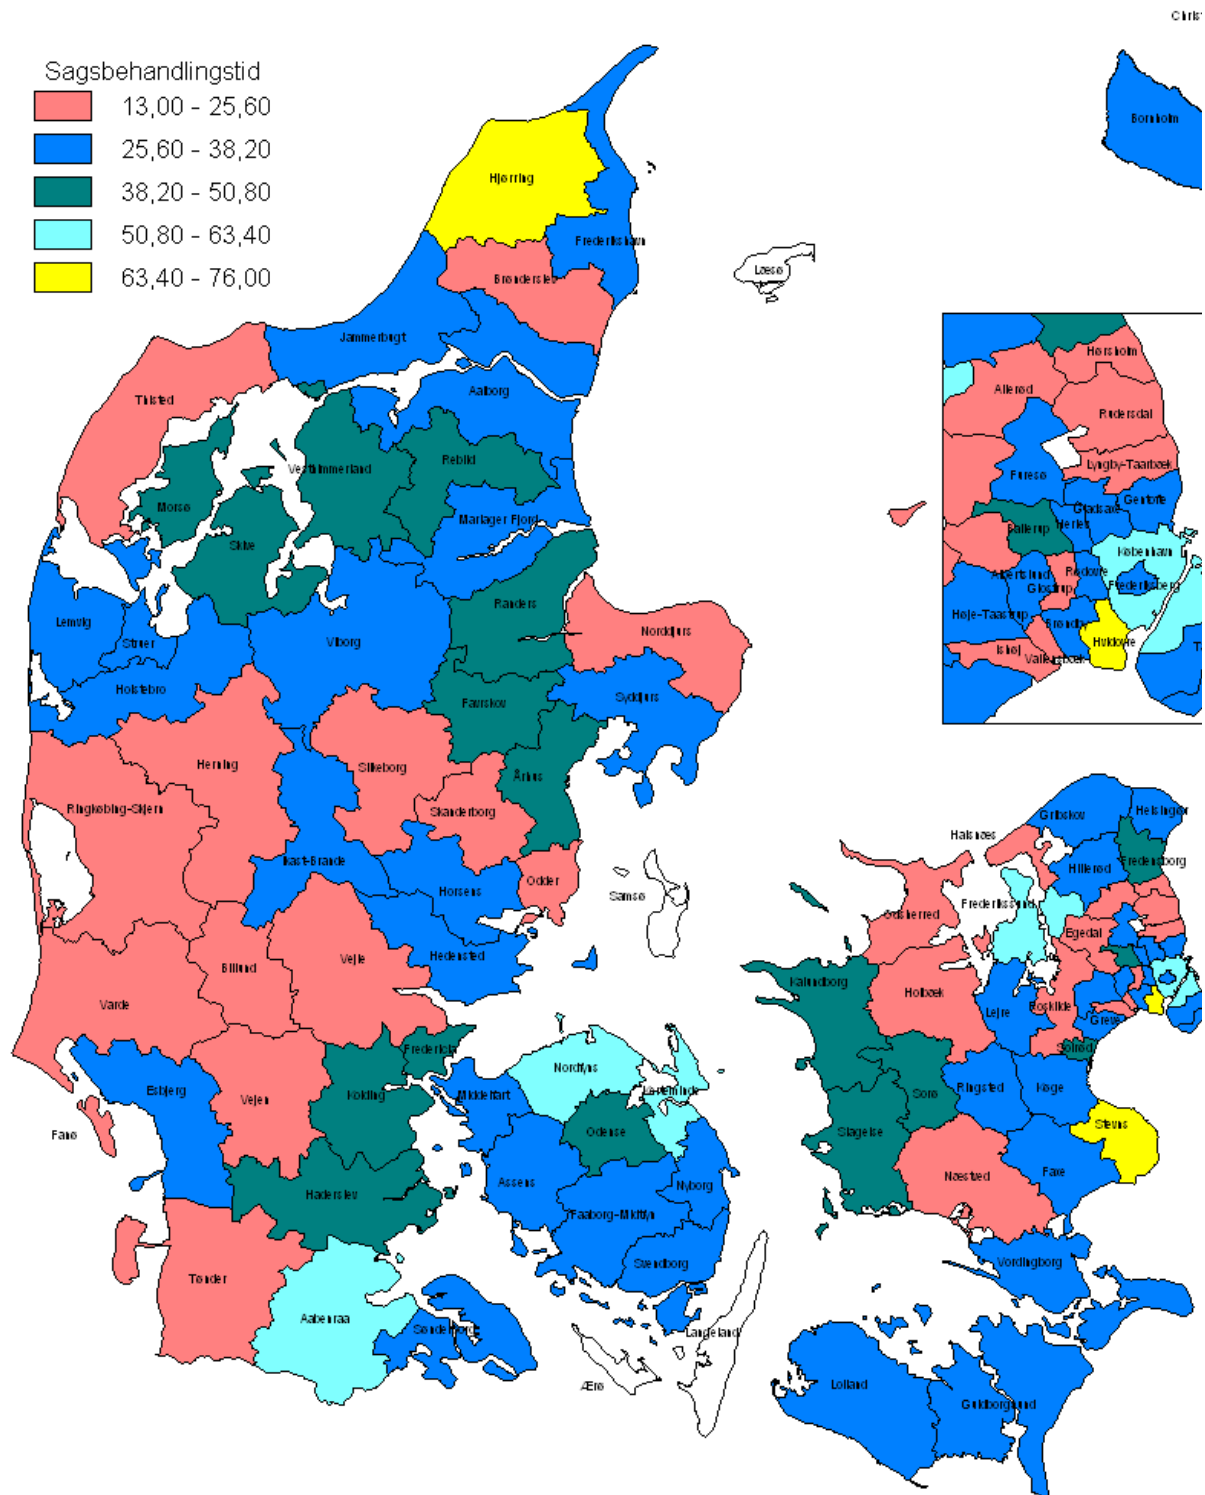 Chris
Sagsbehandlingstid
13,00 - 25,60
25,60 - 38,20
38,20 - 50,80
50,80 - 63,40
63,40 - 76,00
Bornholm
Hjørring
Frederikshavn
Brønderslev
Læsø
Jammerbugt
Thisted
Aalborg
Vesthimmerland
Rebild
Morsø
Mariager Fjord
Skive
Randers
Lemvig
Struer
Viborg
Norddjurs
Holstebro
Favrskov
Syddjurs
Herning
Silkeborg
Århus
Ringkøbing-Skjern
Skanderborg
Ikast-Brande
Horsens
Odder
Samsø
Hedensted
Billund
Vejle
Varde
Fredericia
Esbjerg
Vejen
Kolding
Fanø
Haderslev
Tønder
Aabenraa
Sønderborg
Nordfyns
Middelfart
Kerteminde
Odense
Assens
Nyborg
Faaborg-Midtfyn
Svendborg
Langeland
Ærø
Hørsholm
Allerød
Rudersdal
Lyngby-Taarbæk
Furesø
Gentofte
Gladsaxe
Ballerup
Herlev
København
Albertslund
Rødovre
Glostrup
Frederiksberg
Høje-Taastrup
Brøndby
Hvidovre
Ishøj
Vallensbæk
Gribskov
Helsingør
Halsnæs
Hillerød
Fredensborg
Frederikssund
Odsherred
Egedal
Kalundborg
Holbæk
Lejre
Roskilde
Greve
Solrød
Sorø
Ringsted
Køge
Slagelse
Stevns
Næstved
Faxe
Vordingborg
Lolland
Guldborgsund